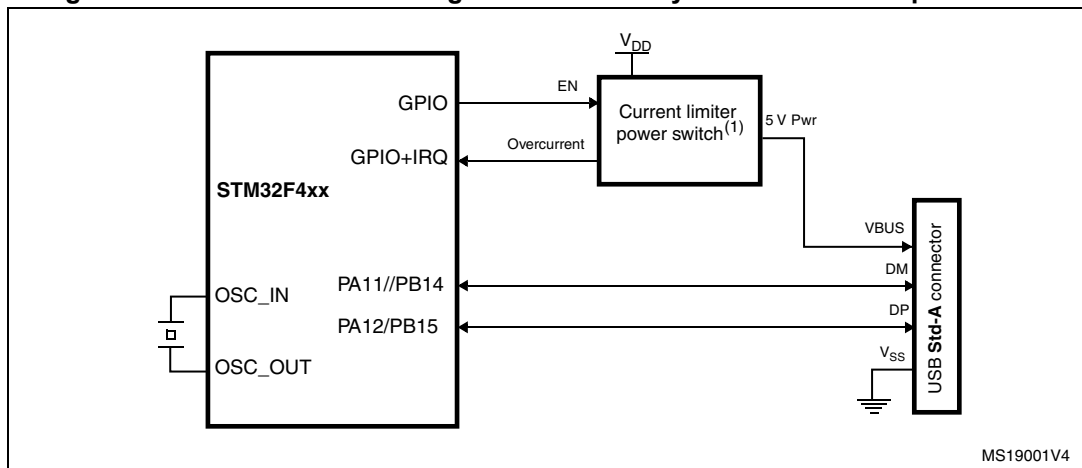 V_DD
GPIO
EN
Current limiter
power switch(1)
5 V Pwr
GPIO+IRQ
Overcurrent
STM32F4xx
VBUS
OSC_IN
PA11//PB14
DM
PA12/PB15
DP
OSC_OUT
V_SS
USB Std-A connector
MS19001V4